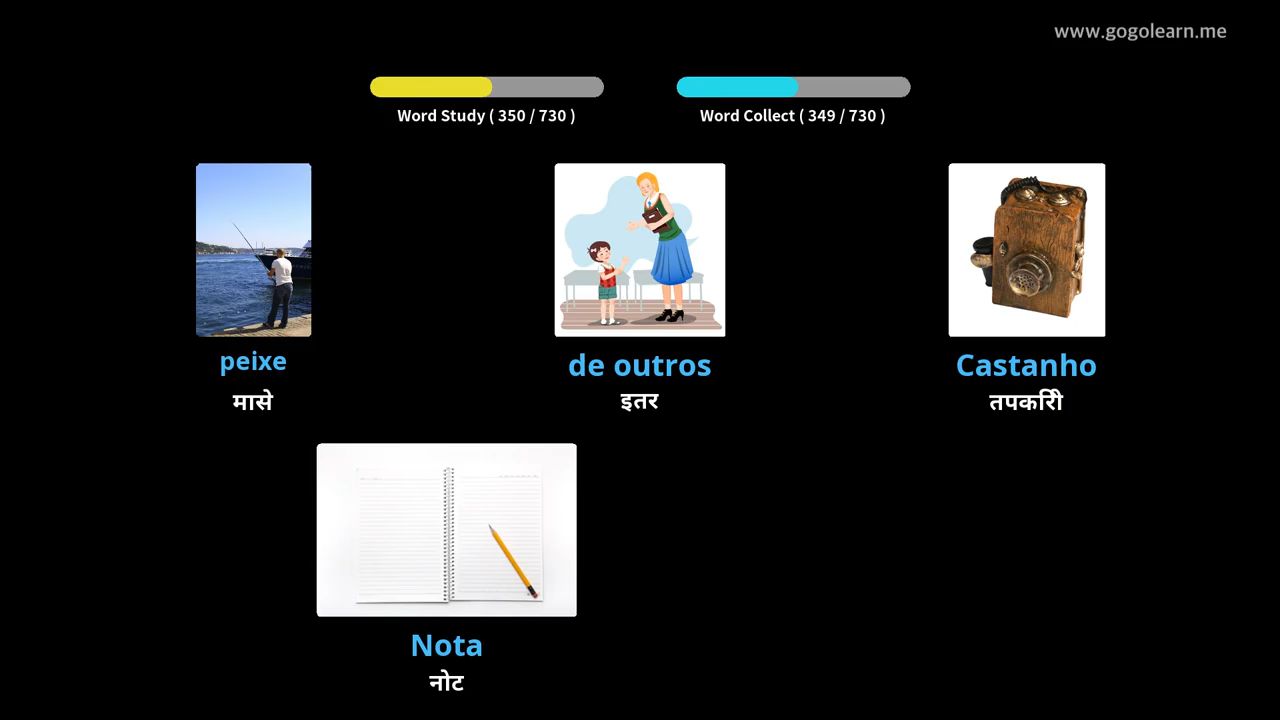 www.gogolearn.me
Word Study ( 350 / 730 )
Word Collect ( 349 / 730 )
peixe
मासे
de outros
इतर
Castanho
तपकिरी
Nota
नोट